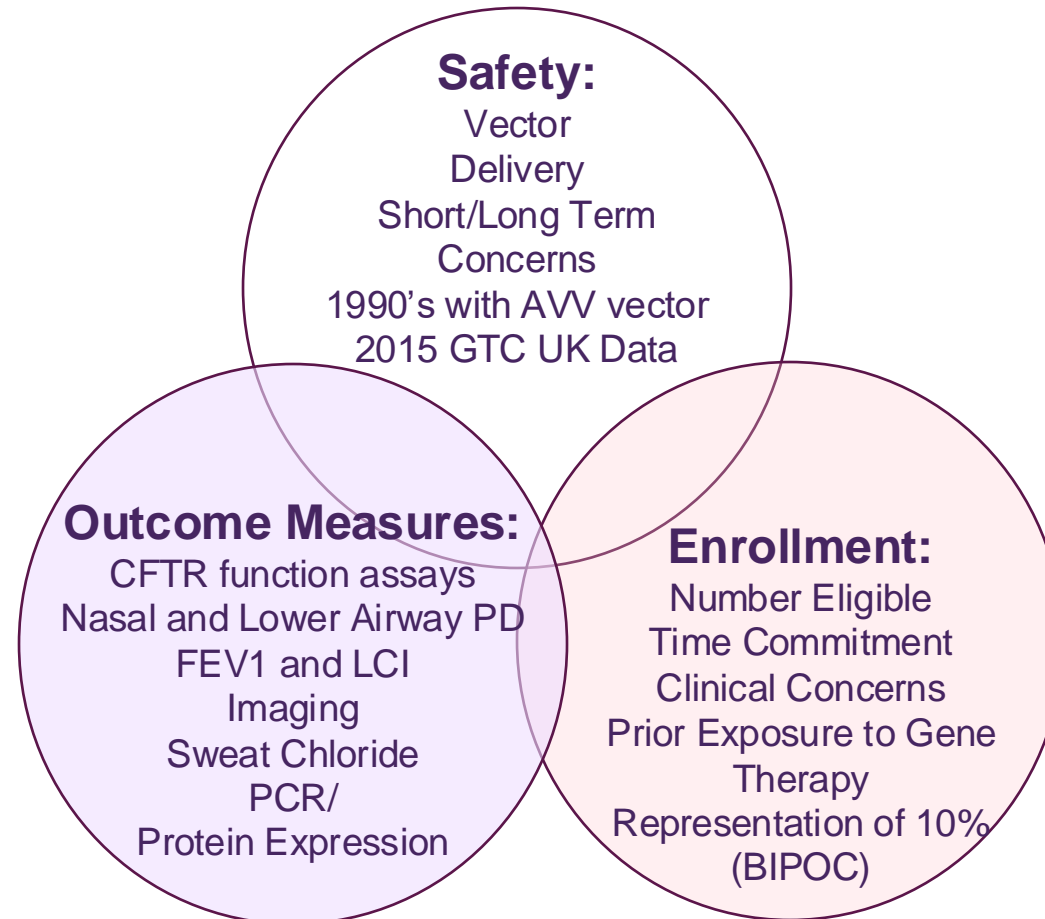 Safety:
Vector
Delivery
Short/Long Term
Concerns
1990's with AVV vector
2015 GTC UK Data
Outcome Measures:
CFTR function assays
Nasal and Lower Airway PD
FEV1 and LCI
Imaging
Sweat Chloride
PCR/
Protein Expression
Enrollment:
Number Eligible
Time Commitment
Clinical Concerns
Prior Exposure to Gene
Therapy
Representation of 10%
(BIPOC)